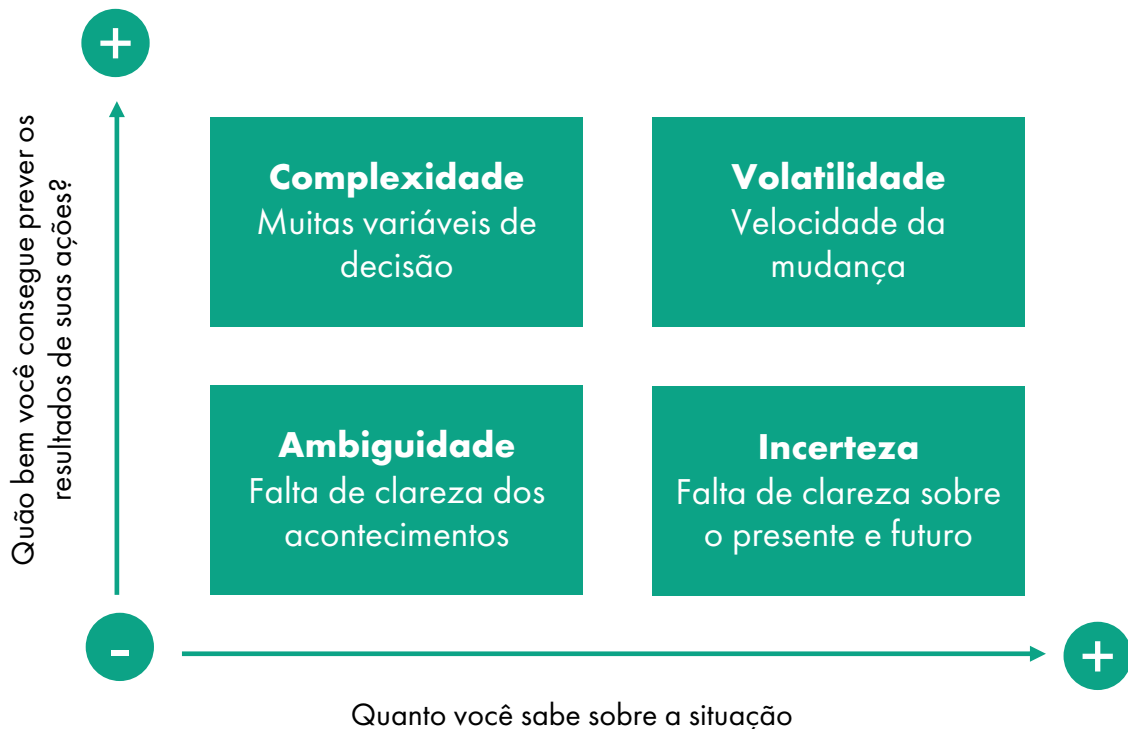 +
Quão bem você consegue prever os
resultados de suas ações?
Complexidade
Muitas variáveis de
decisão
Volatilidade
Velocidade da
mudança
Ambiguidade
Falta de clareza dos
acontecimentos
Incerteza
Falta de clareza sobre
o presente e futuro
-
+
Quanto você sabe sobre a situação